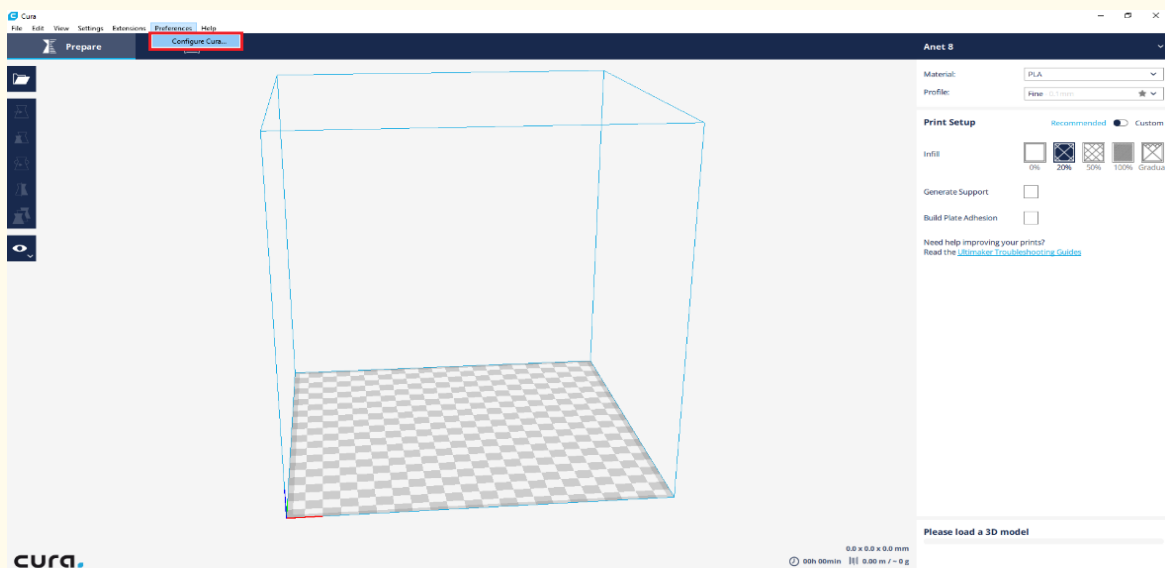 Cura
File Edit View Settings Extensions Preferences Help
Configure Cura...
Prepare
Anet 8
Material: PLA
Profile: Fine 0.1 mm
Print Setup Recommended Custom
Infill
0% 20% 50% 100% Gradua
Generate Support
Build Plate Adhesion
Need help improving your prints?
Read the Ultimaker Troubleshooting Guides
Please load a 3D model
0.0 x 0.0 x 0.0 mm
00h 00min 0.00 m / ~ 0 g
cura.